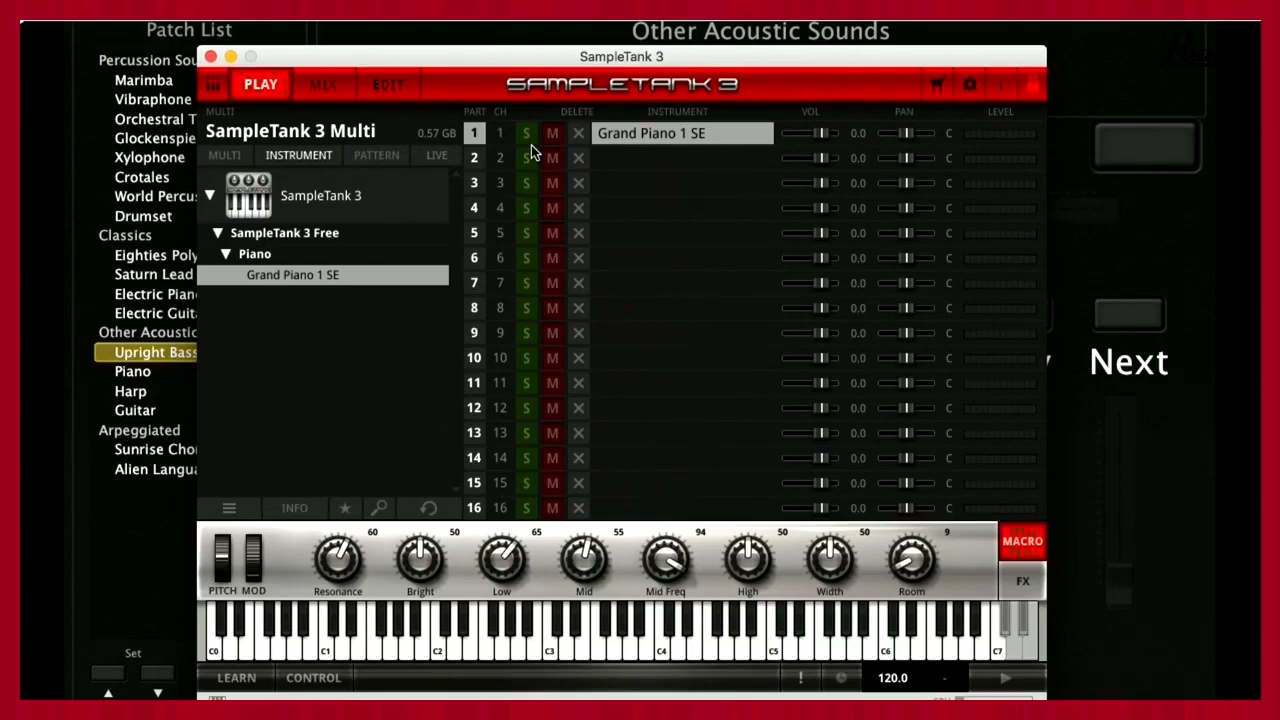 Patch List
Other Acoustic Sounds
SampleTank 3
Percussion Sou
Marimba
Vibraphone
Orchestral T
Glockenspie
Xylophone
Crotales
World Percus
Drumset
Classics
Eighties Poly
Saturn Lead
Electric Pian
Electric Guita
Other Acoustic
Upright Bass
Piano
Harp
Guitar
Arpeggiated
Sunrise Cho
Alien Langua
Set
PLAY MIX EDIT
SAMPLETANK 3
MULTI
SampleTank 3 Multi 0.57 GB
MULTI INSTRUMENT PATTERN LIVE
SampleTank 3
SampleTank 3 Free
Piano
Grand Piano 1 SE
INFO
PART CH DELETE INSTRUMENT VOL PAN LEVEL
1 1 S M X Grand Piano 1 SE 0.0 C
2 2 S M X 0.0 C
3 3 S M X 0.0 C
4 4 S M X 0.0 C
5 5 S M X 0.0 C
6 6 S M X 0.0 C
7 7 S M X 0.0 C
8 8 S M X 0.0 C
9 9 S M X 0.0 C
10 10 S M X 0.0 C
11 11 S M X 0.0 C
12 12 S M X 0.0 C
13 13 S M X 0.0 C
14 14 S M X 0.0 C
15 15 S M X 0.0 C
16 16 S M X 0.0 C
Next
60 50 65 55 94 50 50 9
PITCH MOD Resonance Bright Low Mid Mid Freq High Width Room
MACRO
FX
C0 C1 C2 C3 C4 C5 C6 C7
LEARN CONTROL ! 120.0 -